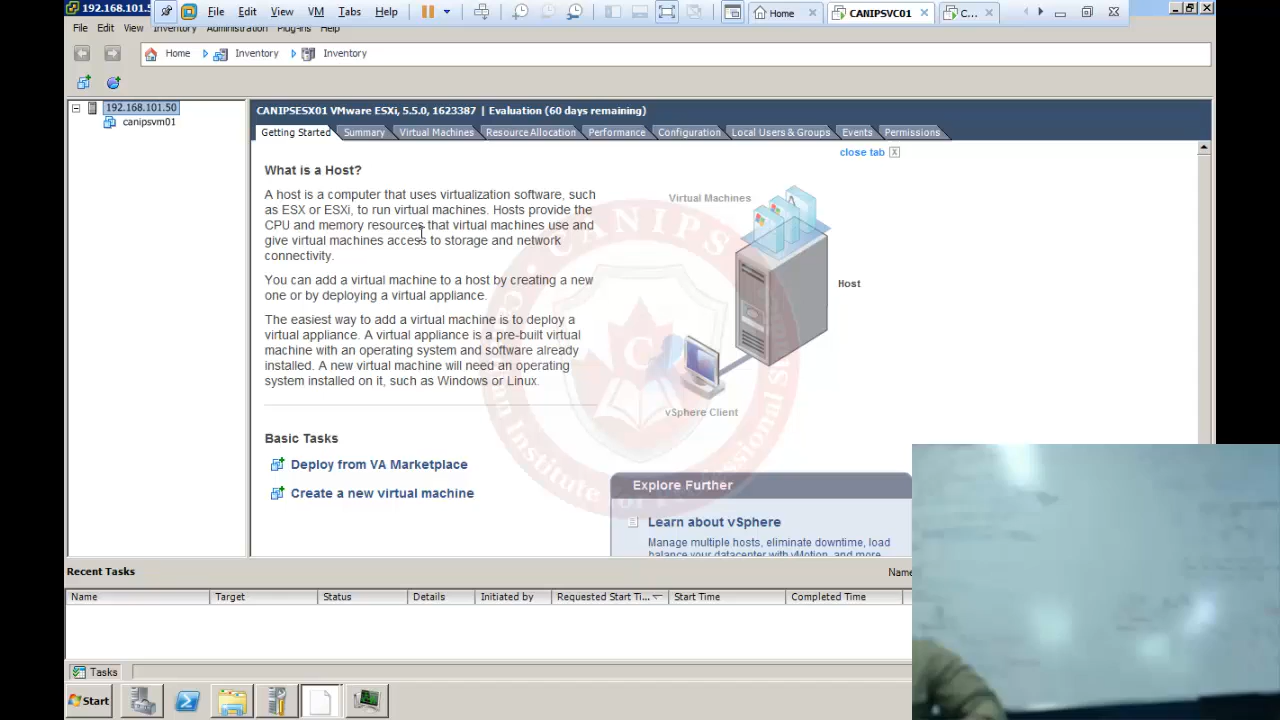 192.168.101.5 File Edit View VM Tabs Help Home CANIPSVC01 C...
File Edit View Inventory Administration Plug-ins Help
Home Inventory Inventory
192.168.101.50
canipsvm01
CANIPSESX01 VMware ESXi, 5.5.0, 1623387 | Evaluation (60 days remaining)
Getting Started Summary Virtual Machines Resource Allocation Performance Configuration Local Users & Groups Events Permissions
close tab X
What is a Host?
A host is a computer that uses virtualization software, such
as ESX or ESXi, to run virtual machines. Hosts provide the
CPU and memory resources that virtual machines use and
give virtual machines access to storage and network
connectivity.
You can add a virtual machine to a host by creating a new
one or by deploying a virtual appliance.
The easiest way to add a virtual machine is to deploy a
virtual appliance. A virtual appliance is a pre-built virtual
machine with an operating system and software already
installed. A new virtual machine will need an operating
system installed on it, such as Windows or Linux.
Virtual Machines
Host
vSphere Client
Basic Tasks
Deploy from VA Marketplace
Create a new virtual machine
Explore Further
Learn about vSphere
Manage multiple hosts, eliminate downtime, load
balance your datacenter with vMotion, and more
CANIPS
Recent Tasks
Name
Name Target Status Details Initiated by Requested Start Ti... Start Time Completed Time
Tasks
Start